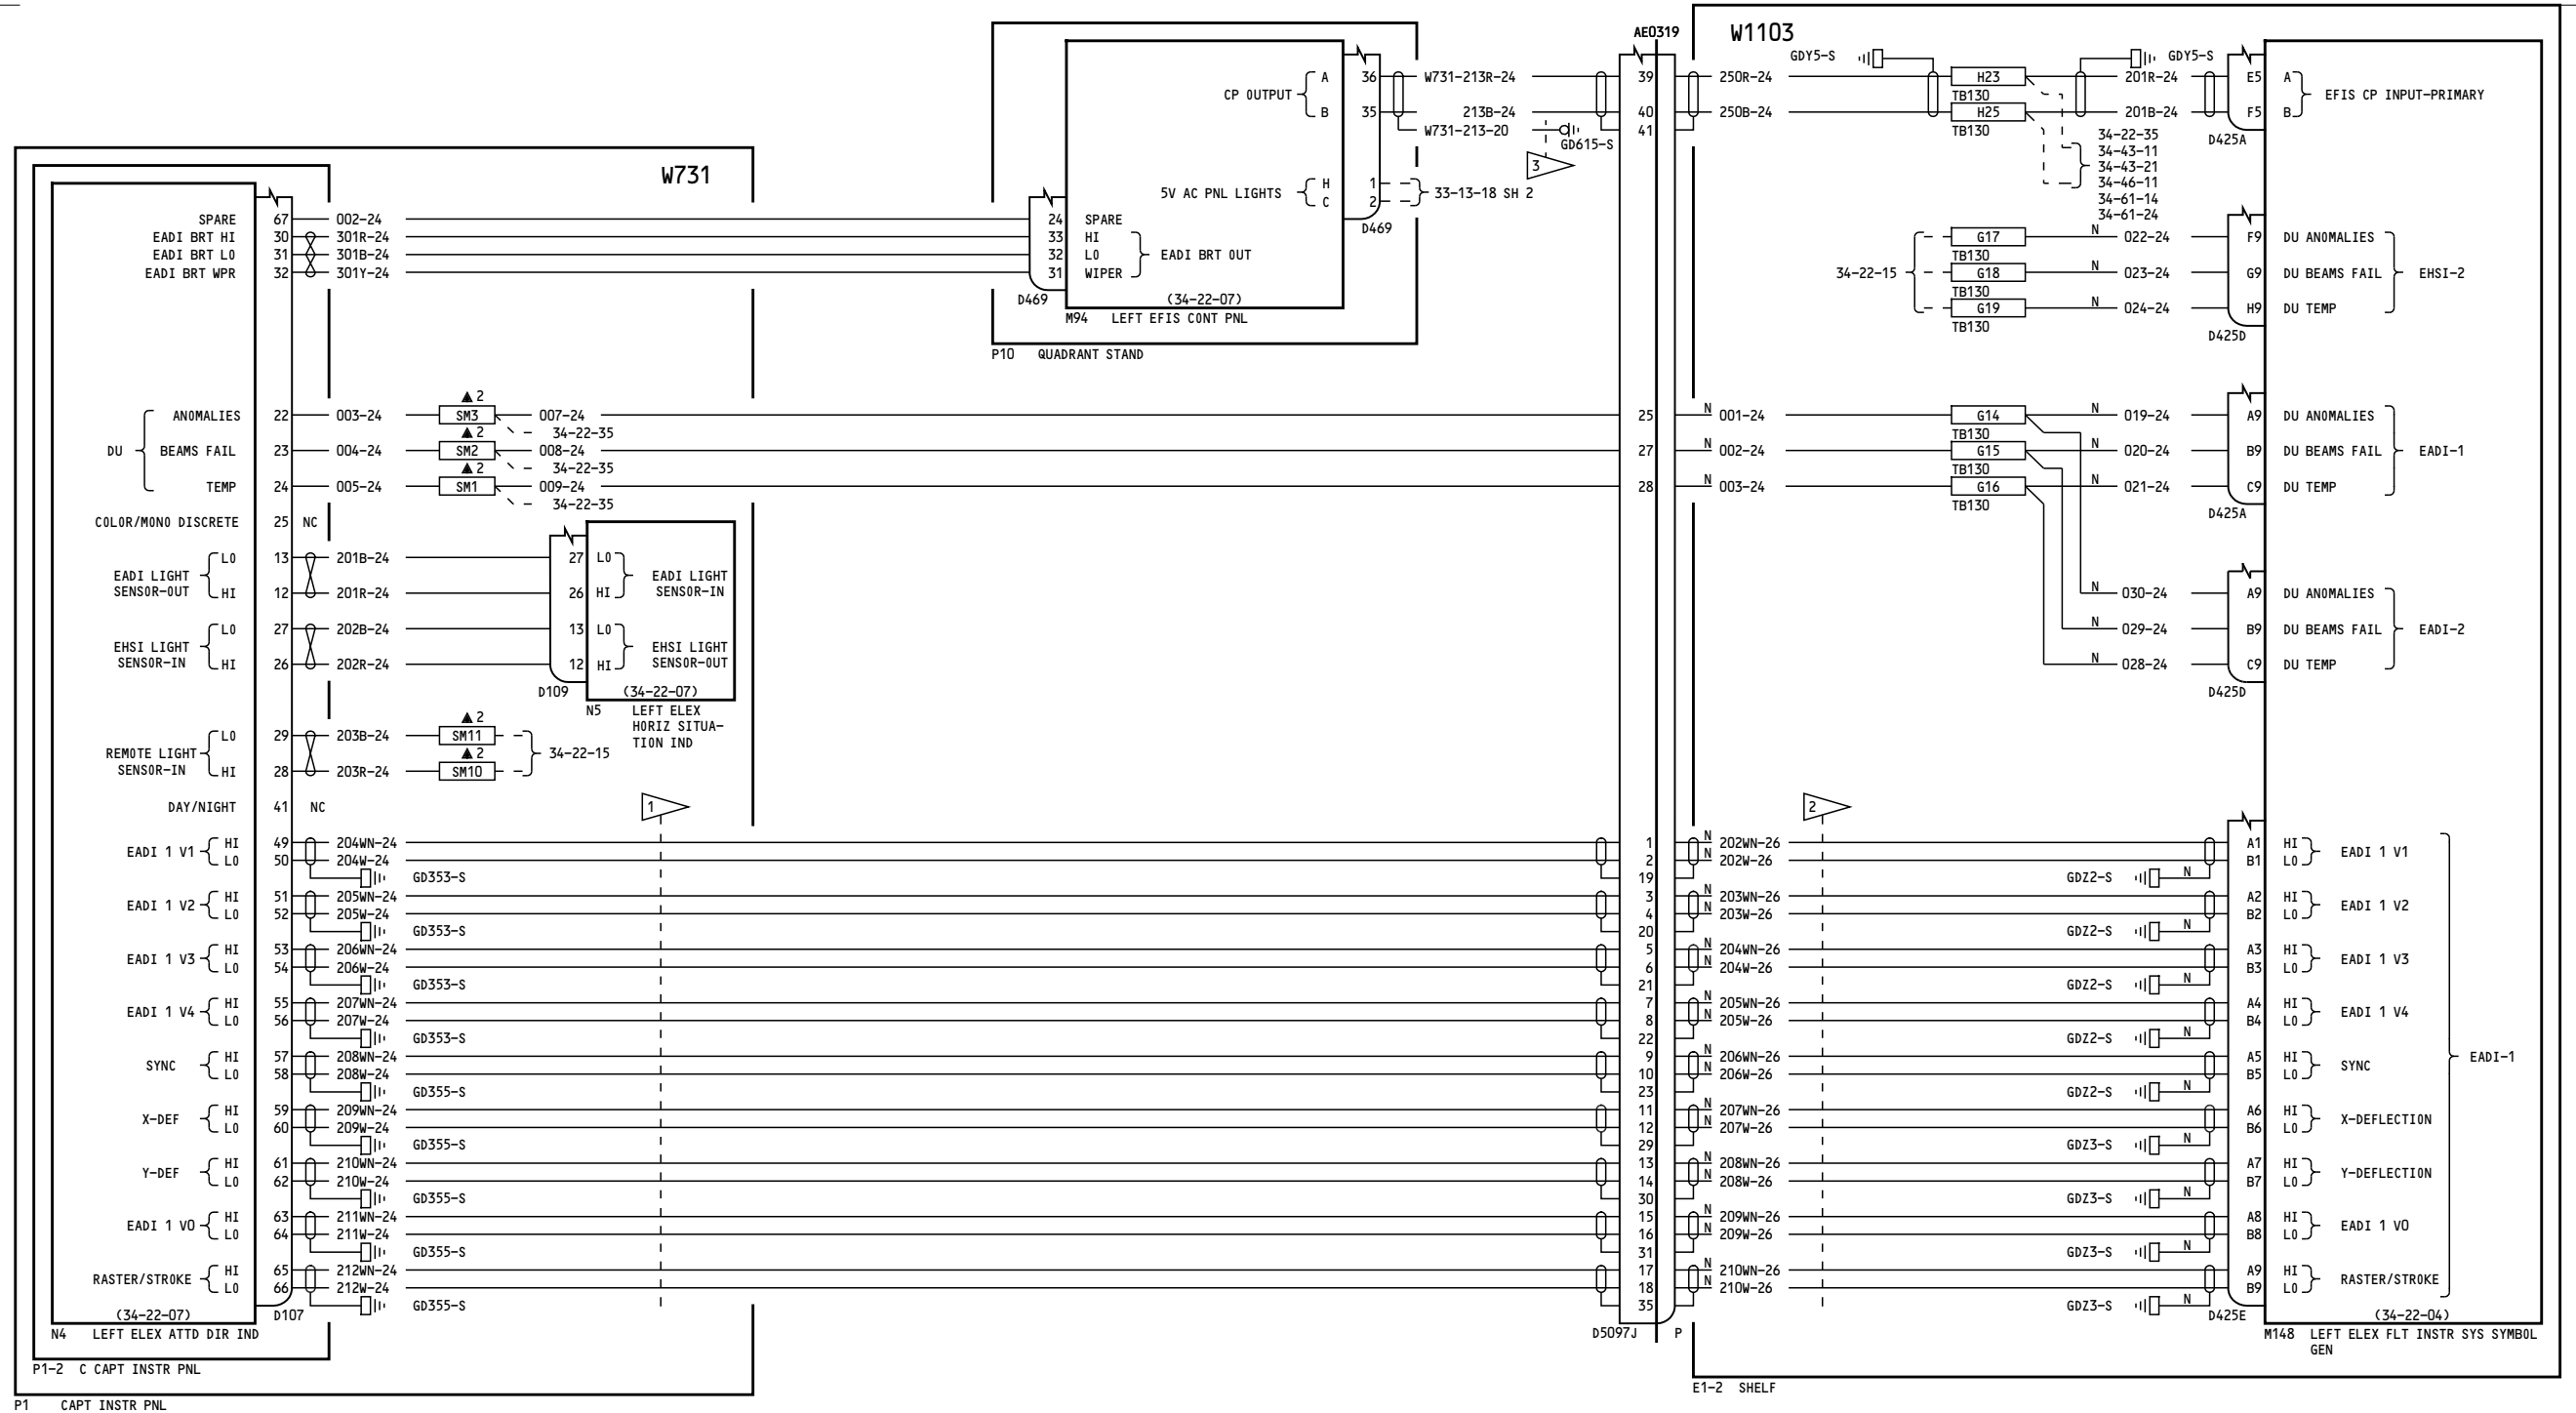 W731
SPARE 67 002-24
EADI BRT HI 30 301R-24
EADI BRT LO 31 301B-24
EADI BRT WPR 32 301Y-24
DU
ANOMALIES 22 003-24 SM3 ▲2 007-24
34-22-35
BEAMS FAIL 23 004-24 SM2 ▲2 008-24
34-22-35
TEMP 24 005-24 SM1 ▲2 009-24
34-22-35
COLOR/MONO DISCRETE 25 NC
EADI LIGHT
SENSOR-OUT
LO 13 201B-24
HI 12 201R-24
EHSI LIGHT
SENSOR-IN
LO 27 202B-24
HI 26 202R-24
REMOTE LIGHT
SENSOR-IN
LO 29 203B-24 SM11 ▲2
HI 28 203R-24 SM10 ▲2
34-22-15
DAY/NIGHT 41 NC
1
EADI 1 V1
HI 49 204WN-24
LO 50 204W-24
GD353-S
EADI 1 V2
HI 51 205WN-24
LO 52 205W-24
GD353-S
EADI 1 V3
HI 53 206WN-24
LO 54 206W-24
GD353-S
EADI 1 V4
HI 55 207WN-24
LO 56 207W-24
GD353-S
SYNC
HI 57 208WN-24
LO 58 208W-24
GD355-S
X-DEF
HI 59 209WN-24
LO 60 209W-24
GD355-S
Y-DEF
HI 61 210WN-24
LO 62 210W-24
GD355-S
EADI 1 VO
HI 63 211WN-24
LO 64 211W-24
GD355-S
RASTER/STROKE
HI 65 212WN-24
LO 66 212W-24
GD355-S
(34-22-07) D107
N4 LEFT ELEX ATTD DIR IND
P1-2 C CAPT INSTR PNL
P1 CAPT INSTR PNL
27 LO
26 HI
EADI LIGHT
SENSOR-IN
13 LO
12 HI
EHSI LIGHT
SENSOR-OUT
D109 (34-22-07)
N5 LEFT ELEX
HORIZ SITUA-
TION IND
24 SPARE
33 HI
32 LO
31 WIPER
EADI BRT OUT
D469 (34-22-07)
M94 LEFT EFIS CONT PNL
P10 QUADRANT STAND
CP OUTPUT
A 36 W731-213R-24
B 35 213B-24
W731-213-20
GD615-S
3
5V AC PNL LIGHTS
H 1
C 2
33-13-18 SH 2
D469
AE0319
39
40
41
25
27
28
1
2
19
3
4
20
5
6
21
7
8
22
9
10
23
11
12
29
13
14
30
15
16
31
17
18
35
D5097J P
W1103
GDY5-S GDY5-S
250R-24 H23 201R-24 E5 A
TB130
250B-24 H25 201B-24 F5 B
TB130
EFIS CP INPUT-PRIMARY
D425A
34-22-35
34-43-11
34-43-21
34-46-11
34-61-14
34-61-24
34-22-15
G17 N 022-24 F9 DU ANOMALIES
TB130
G18 N 023-24 G9 DU BEAMS FAIL
TB130
G19 N 024-24 H9 DU TEMP
TB130
EHSI-2
D425D
N 001-24 G14 N 019-24 A9 DU ANOMALIES
TB130
N 002-24 G15 N 020-24 B9 DU BEAMS FAIL
TB130
N 003-24 G16 N 021-24 C9 DU TEMP
TB130
EADI-1
D425A
N 030-24 A9 DU ANOMALIES
N 029-24 B9 DU BEAMS FAIL
N 028-24 C9 DU TEMP
EADI-2
D425D
2
N 202WN-26 A1 HI
N 202W-26 B1 LO
EADI 1 V1
GDZ2-S N
N 203WN-26 A2 HI
N 203W-26 B2 LO
EADI 1 V2
GDZ2-S N
N 204WN-26 A3 HI
N 204W-26 B3 LO
EADI 1 V3
GDZ2-S N
N 205WN-26 A4 HI
N 205W-26 B4 LO
EADI 1 V4
GDZ2-S N
N 206WN-26 A5 HI
N 206W-26 B5 LO
SYNC
GDZ2-S N
N 207WN-26 A6 HI
N 207W-26 B6 LO
X-DEFLECTION
GDZ3-S N
N 208WN-26 A7 HI
N 208W-26 B7 LO
Y-DEFLECTION
GDZ3-S N
N 209WN-26 A8 HI
N 209W-26 B8 LO
EADI 1 VO
GDZ3-S N
N 210WN-26 A9 HI
N 210W-26 B9 LO
RASTER/STROKE
GDZ3-S N
EADI-1
D425E (34-22-04)
M148 LEFT ELEX FLT INSTR SYS SYMBOL
GEN
E1-2 SHELF